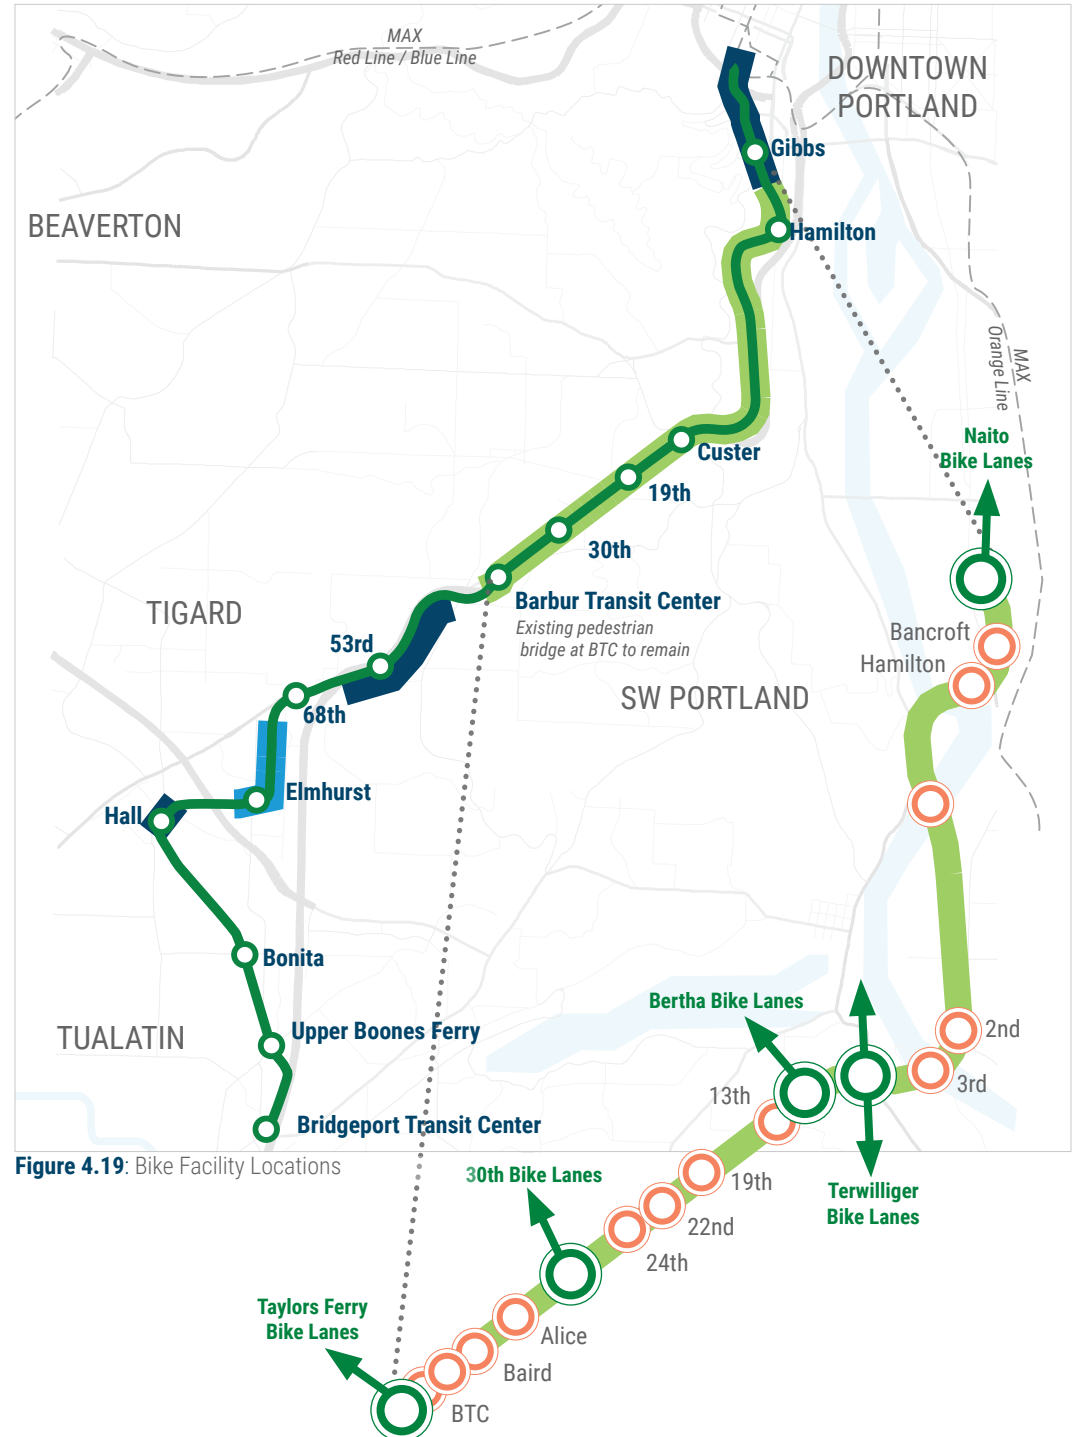 MAX
Red Line / Blue Line
DOWNTOWN
PORTLAND
Gibbs
BEAVERTON
Hamilton
MAX
Orange Line
Naito
Bike Lanes
Custer
19th
30th
Barbur Transit Center
Existing pedestrian
bridge at BTC to remain
TIGARD
53rd
Bancroft
Hamilton
SW PORTLAND
68th
Elmhurst
Hall
Bonita
Bertha Bike Lanes
TUALATIN
Upper Boones Ferry
2nd
3rd
13th
Bridgeport Transit Center
Figure 4.19: Bike Facility Locations
30th Bike Lanes
19th
Terwilliger
Bike Lanes
22nd
24th
Taylors Ferry
Bike Lanes
Alice
Baird
BTC